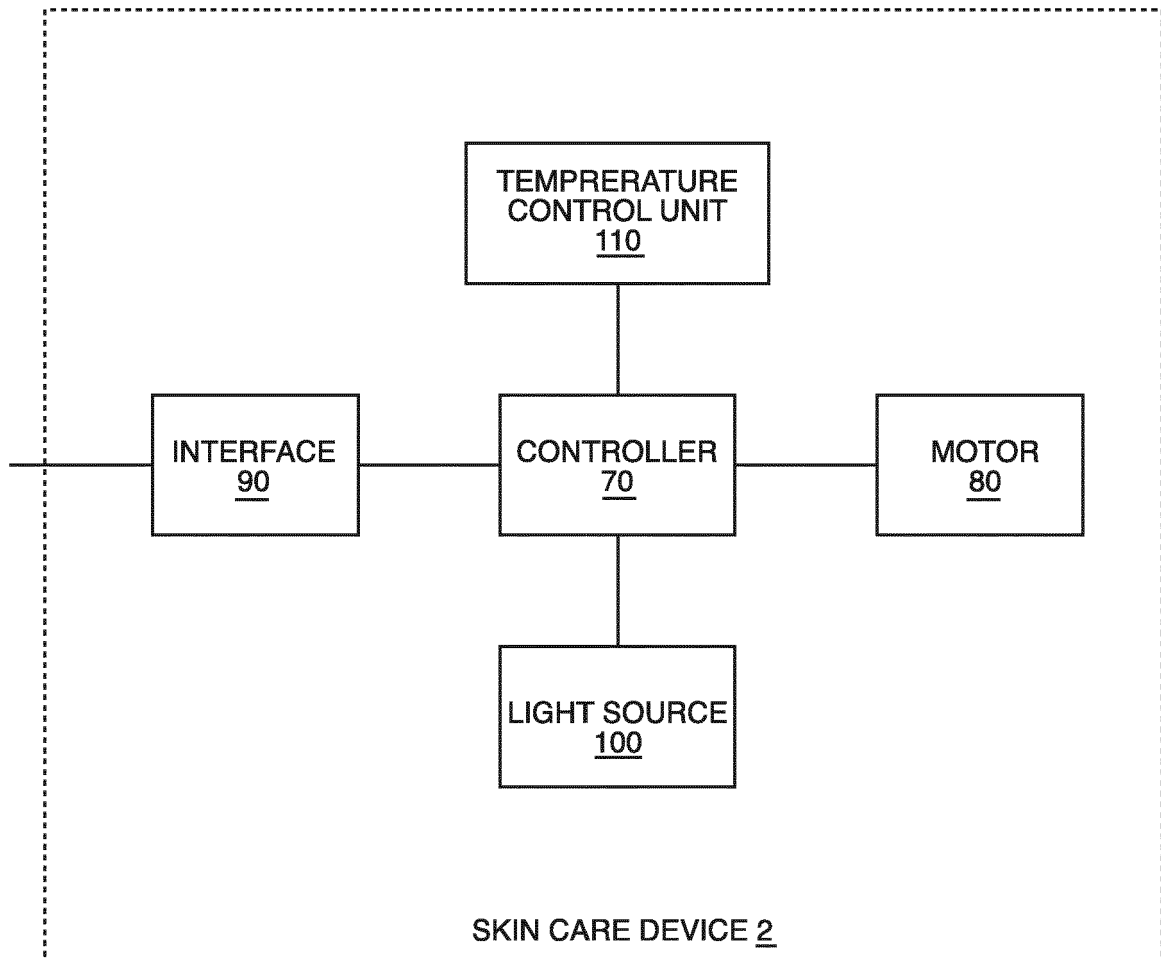 TEMPRERATURE
CONTROL UNIT
110
INTERFACE
90
CONTROLLER
70
MOTOR
80
LIGHT SOURCE
100
SKIN CARE DEVICE 2